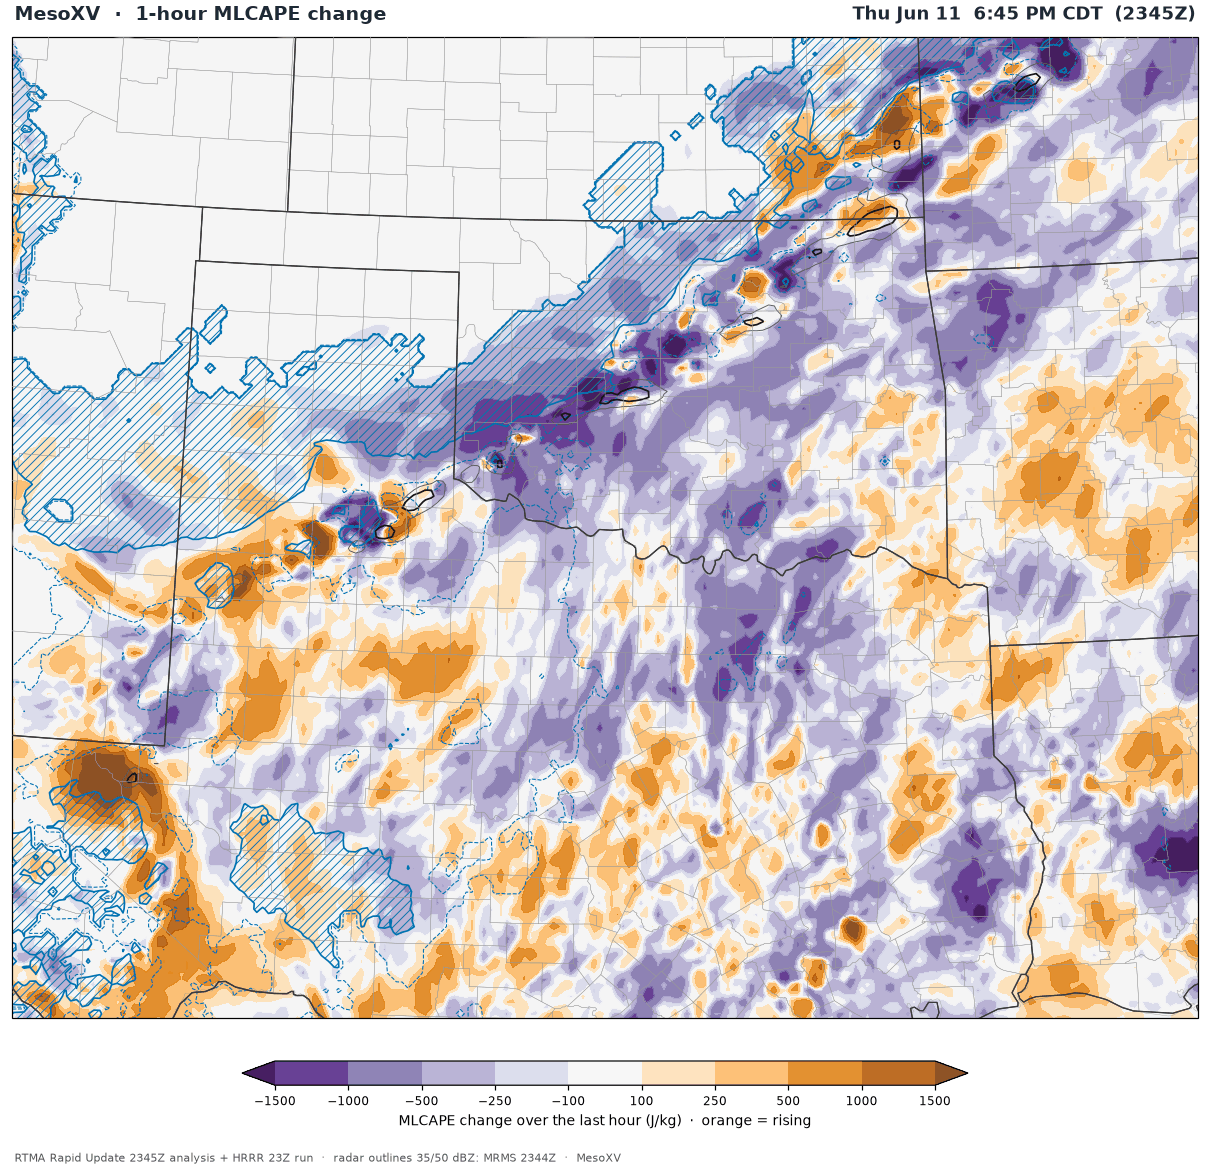 MesoXV · 1-hour MLCAPE change
Thu Jun 11 6:45 PM CDT (2345Z)
−1500 −1000 −500 −250 −100 100 250 500 1000 1500
MLCAPE change over the last hour (J/kg) · orange = rising
RTMA Rapid Update 2345Z analysis + HRRR 23Z run · radar outlines 35/50 dBZ: MRMS 2344Z · MesoXV